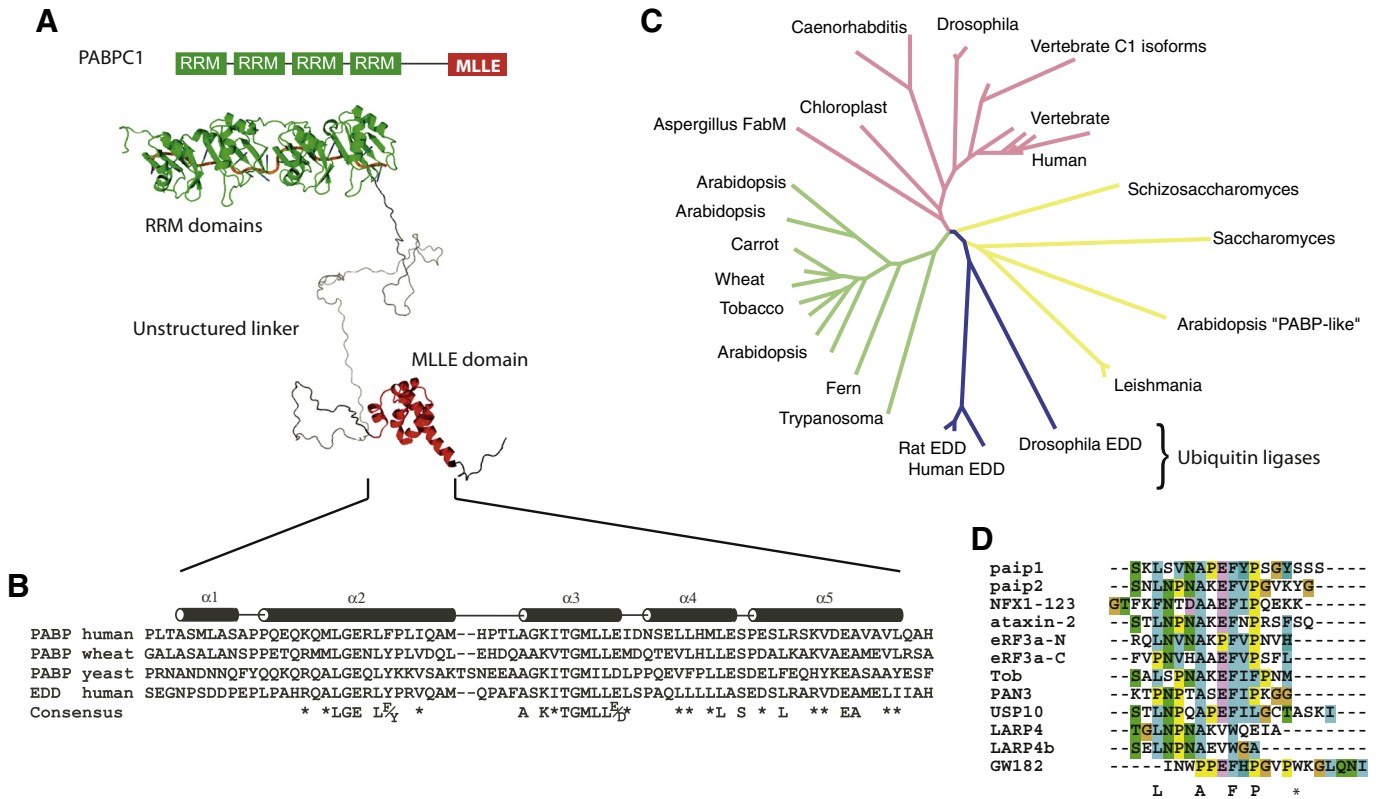 A
PABPC1
RRM RRM RRM RRM MLLE
RRM domains
Unstructured linker
MLLE domain
B
α1 α2 α3 α4 α5
PABP human PLTASMLASAPPQEQKQMLGERLFPLIQAM--HPTLAGKITGMLLEIDNSELLHMLESPESLRSKVDEAVAVLQAH
PABP wheat GALASALANSPPETQRMMLGENLYPLVDQL--EHDQAAKVTGMLLEMDQTEVLHLLESPDALKAKVAEAMEVLRSA
PABP yeast PRNANDNNQFYQQKQRQALGEQLYKKVSAKTSNEEAAGKITGMILDLPPQEVFPLLESDELFEQHYKEASAAYESF
EDD human SEGNPSDDPEPLPAHRQALGERLYPRVQAM--QPAFASKITGMLLELSPAQLLLLLASEDSLRARVDEAMELIIAH
Consensus * *LGE LF/Y * A K*TGMLLE/D ** *L S * L ** EA **
C
Caenorhabditis
Drosophila
Vertebrate C1 isoforms
Chloroplast
Aspergillus FabM
Vertebrate
Human
Arabidopsis
Arabidopsis
Carrot
Wheat
Tobacco
Arabidopsis
Fern
Trypanosoma
Schizosaccharomyces
Saccharomyces
Arabidopsis "PABP-like"
Leishmania
Rat EDD
Human EDD
Drosophila EDD
} Ubiquitin ligases
D
paip1 --SKLSVNAPEFYPSGYSSS----
paip2 --SNLNPNAKEFVPGVKYG-----
NFX1-123 GTFKFNTDAAEFIPQEKK------
ataxin-2 --STLNPNAKEFNPRSFSQ-----
eRF3a-N --RQLNVNAKPFVPNVH-------
eRF3a-C --FVPNVHAAEFVPSFL-------
Tob --SALSPNAKEFIFPNM-------
PAN3 --KTPNPTASEFIPKGG-------
USP10 --STLNPQAPEFILGCTASKI---
LARP4 --TGLNPNAKVWQEIA--------
LARP4b --SELNPNAEVWGA----------
GW182 -----INWPPEFHPGVPWKGLQNI
L A F P *